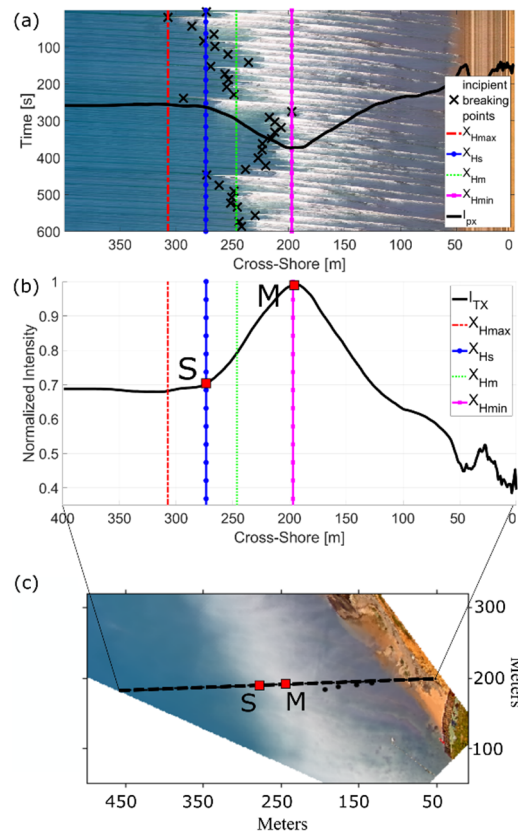 (a)
0
100
200
300
400
500
600
Time [s]
incipient
breaking
points
X_Hmax
X_Hs
X_Hm
X_Hmin
I_px
350 300 250 200 150 100 50 0
Cross-Shore [m]
(b)
1
0.9
0.8
0.7
0.6
0.5
0.4
Normalized Intensity
S
M
I_TX
X_Hmax
X_Hs
X_Hm
X_Hmin
400 350 300 250 200 150 100 50 0
Cross-Shore [m]
(c)
S M
300
200
100
Meters
450 350 250 150 50
Meters